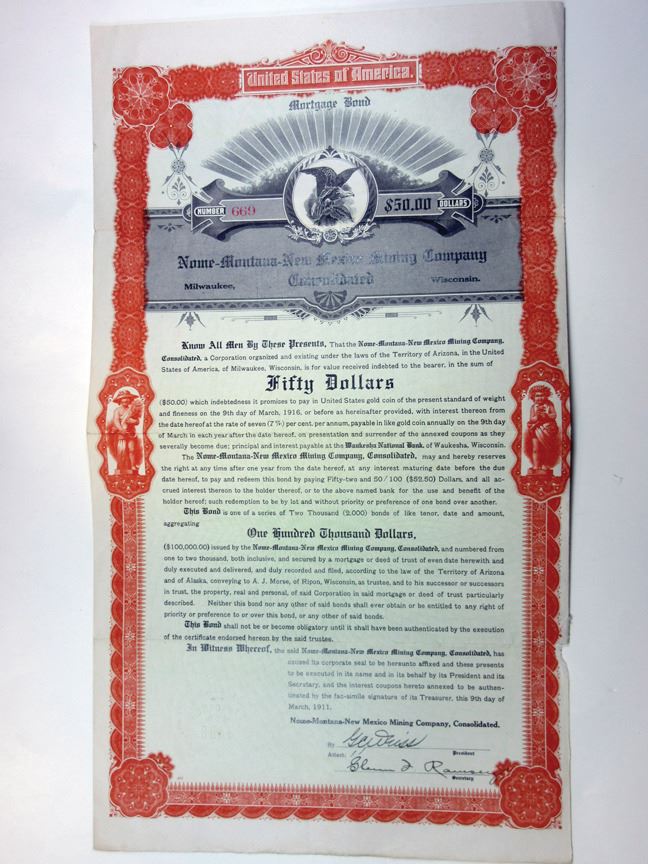 United States of America.
Mortgage Bond
NUMBER 669 $50.00 DOLLARS
Nome-Montana-New Mexico Mining Company
Milwaukee, Consolidated Wisconsin.
Know All Men By These Presents, That the Nome-Montana-New Mexico Mining Company,
Consolidated, a Corporation organized and existing under the laws of the Territory of Arizona, in the United
States of America, of Milwaukee, Wisconsin, is for value received indebted to the bearer, in the sum of
Fifty Dollars
($50.00) which indebtedness it promises to pay in United States gold coin of the present standard of weight
and fineness on the 9th day of March, 1916, or before as hereinafter provided, with interest thereon from
the date hereof at the rate of seven (7%) per cent. per annum, payable in like gold coin annually on the 9th day
of March in each year after the date hereof, on presentation and surrender of the annexed coupons as they
severally become due; principal and interest payable at the Waukesha National Bank, of Waukesha, Wisconsin.
The Nome-New Mexico Mining Company, Consolidated, may and hereby reserves
the right at any time after one year from the date hereof, at any interest maturing date before the due
date hereof, to pay and redeem this bond by paying Fifty-two and 50/100 ($52.50) Dollars, and all ac-
crued interest thereon to the holder thereof, or to the above named bank for the use and benefit of the
holder hereof; such redemption to be by lot and without priority or preference of one bond over another.
This Bond is one of a series of Two Thousand (2,000) bonds of like tenor, date and amount,
aggregating
One Hundred Thousand Dollars,
($100,000.00) issued by the Nome-Montana-New Mexico Mining Company, Consolidated, and numbered from
one to two thousand, both inclusive, and secured by a mortgage or deed of trust of even date herewith and
duly executed and delivered, and duly recorded and filed, according to the law of the Territory of Arizona
and of Alaska, conveying to A. J. Morse, of Ripon, Wisconsin, as trustee, and to his successor or successors
in trust, the property, real and personal, of said Corporation in said mortgage or deed of trust particularly
described. Neither this bond nor any other of said bonds shall ever obtain or be entitled to any right of
priority or preference to or over this bond, or any other of said bonds.
This Bond shall not be or become obligatory until it shall have been authenticated by the execution
of the certificate endorsed hereon by the said trustees.
In Witness Whereof, the said Nome-Montana-New Mexico Mining Company, Consolidated, has
caused its corporate seal to be hereunto affixed and these presents
to be executed in its name and in its behalf by its President and its
Secretary, and the interest coupons hereto annexed to be authen-
ticated by the fac-simile signature of its Treasurer, this 9th day of
March, 1911.
Nome-Montana-New Mexico Mining Company, Consolidated.
By
President
Attest:
Glenn Ramsey
Secretary